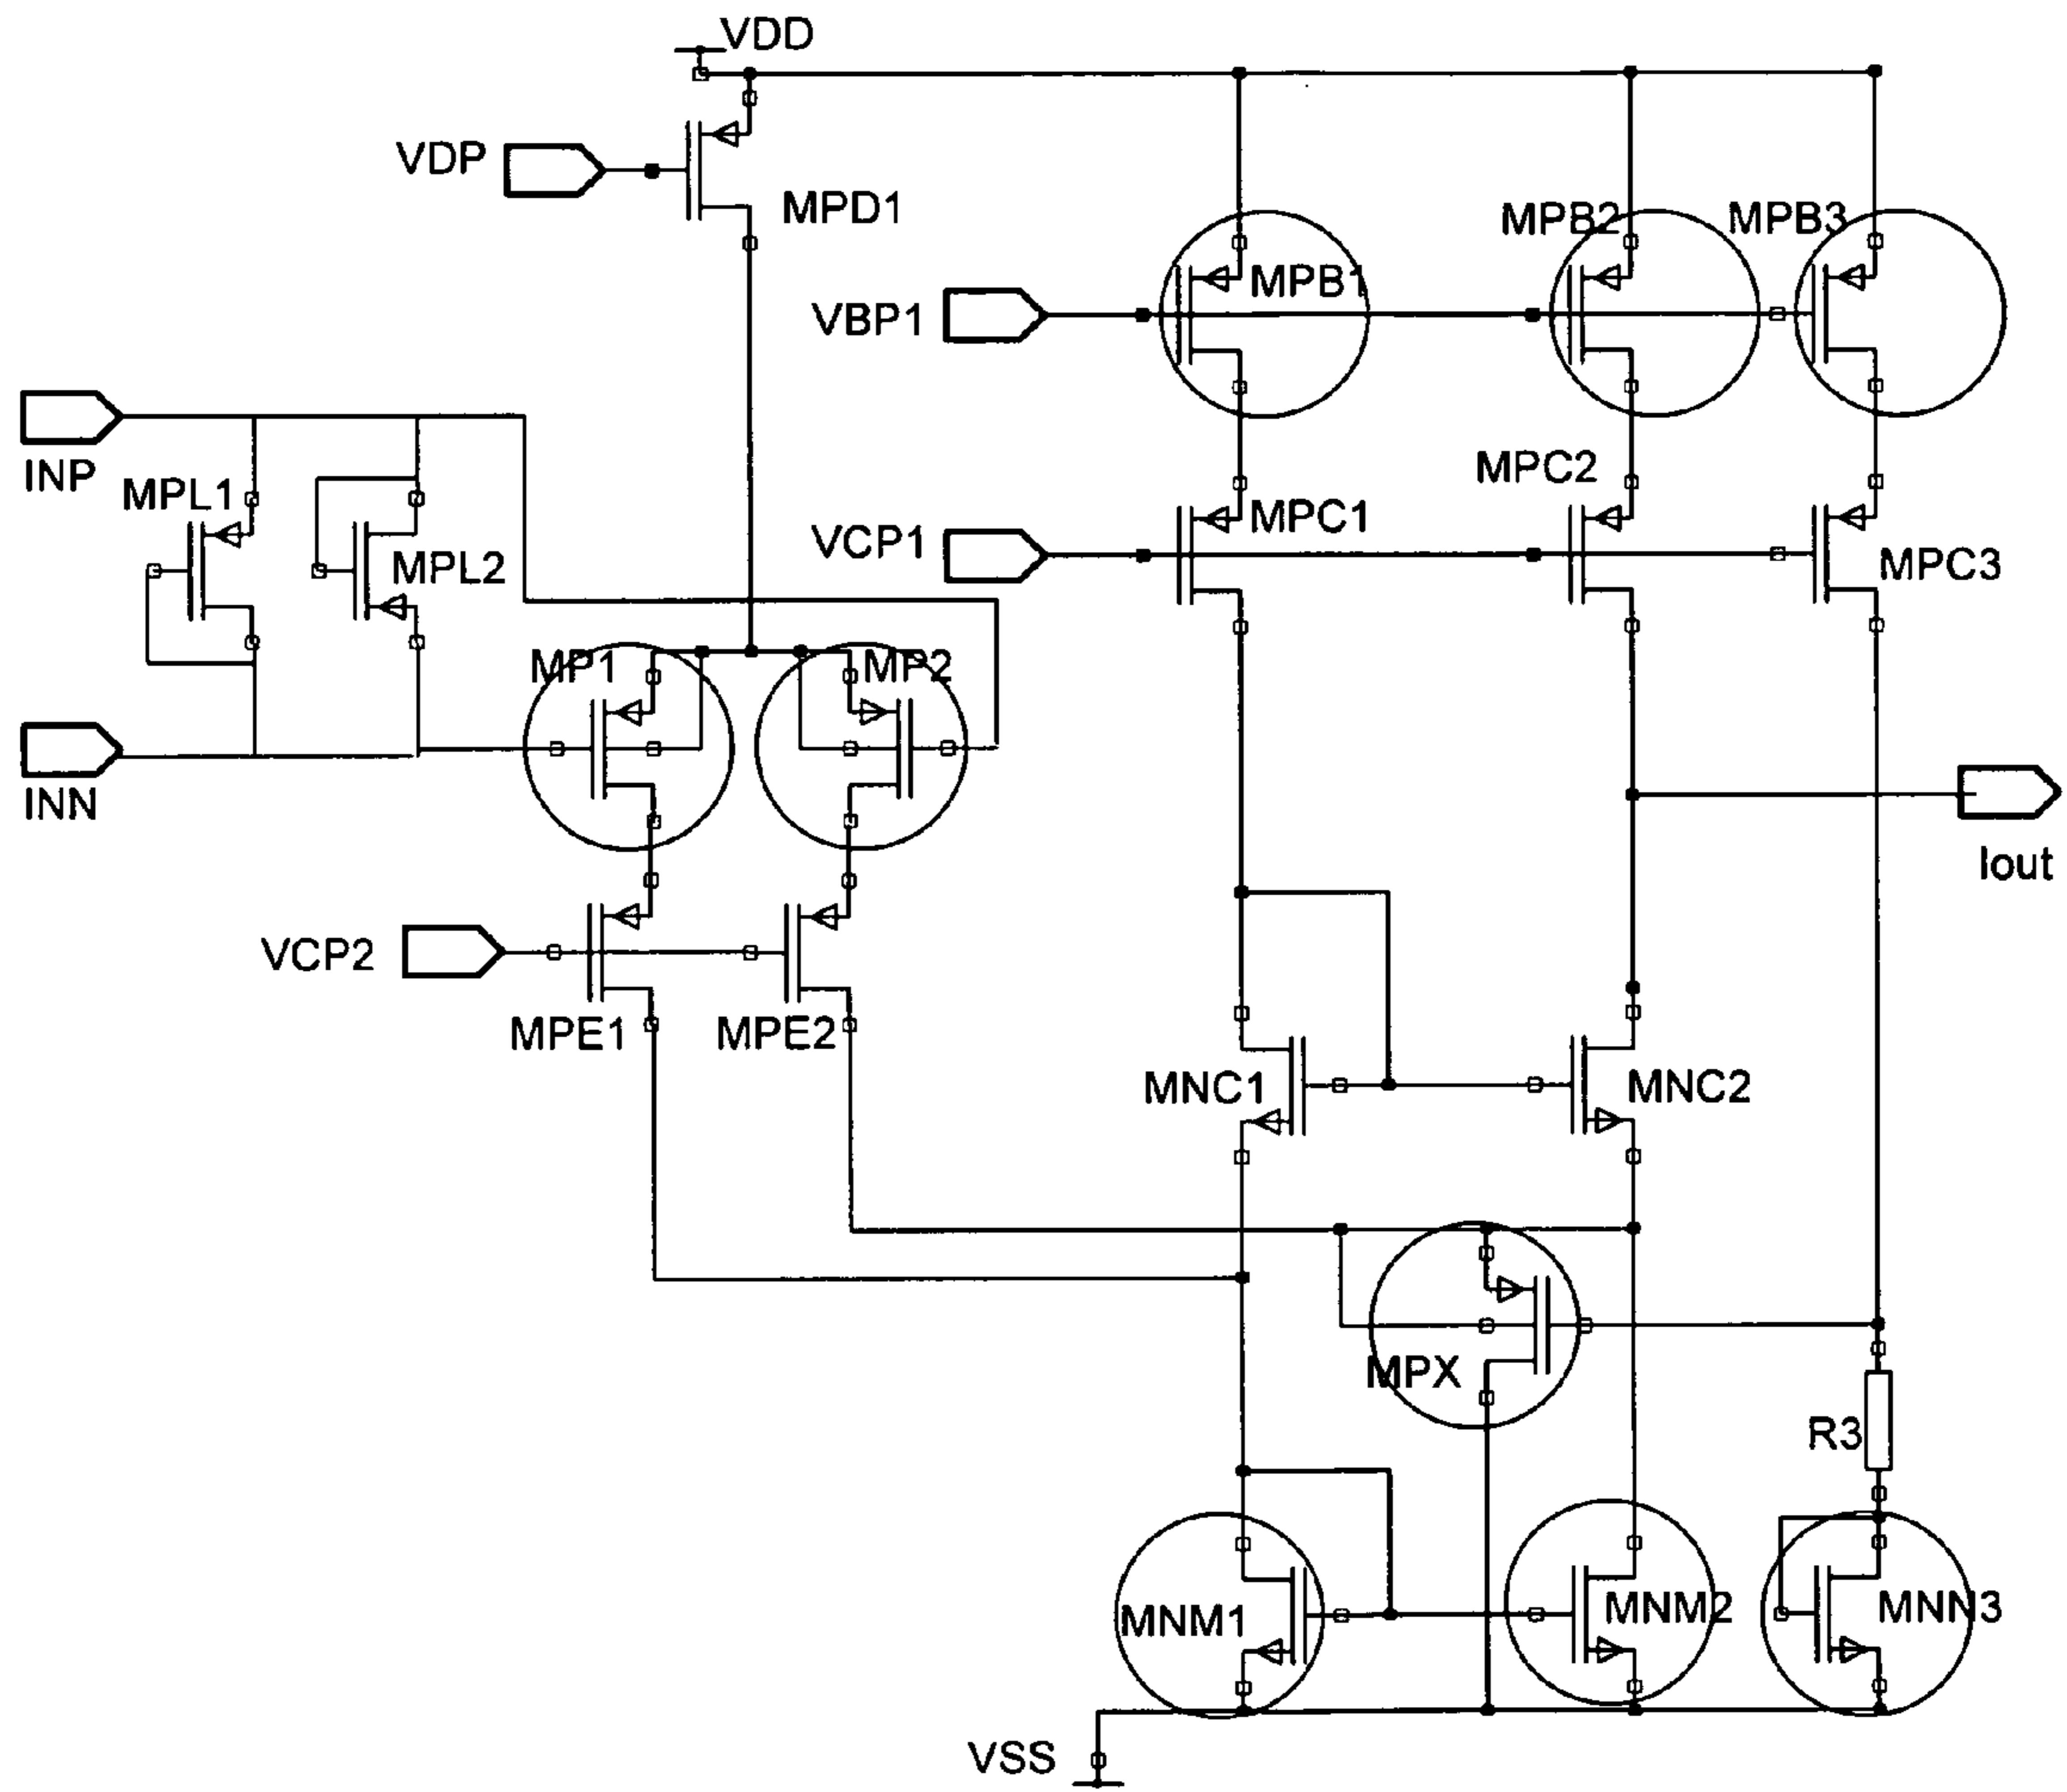 VDD
VDP
MPD1
MPB2
MPB3
MPB1
VBP1
INP
MPL1
MPL2
MPC2
VCP1
MPC1
MPC3
MP1
MP2
INN
Iout
VCP2
MPE1
MPE2
MNC1
MNC2
MPX
R3
MNM1
MNM2
MNN3
VSS